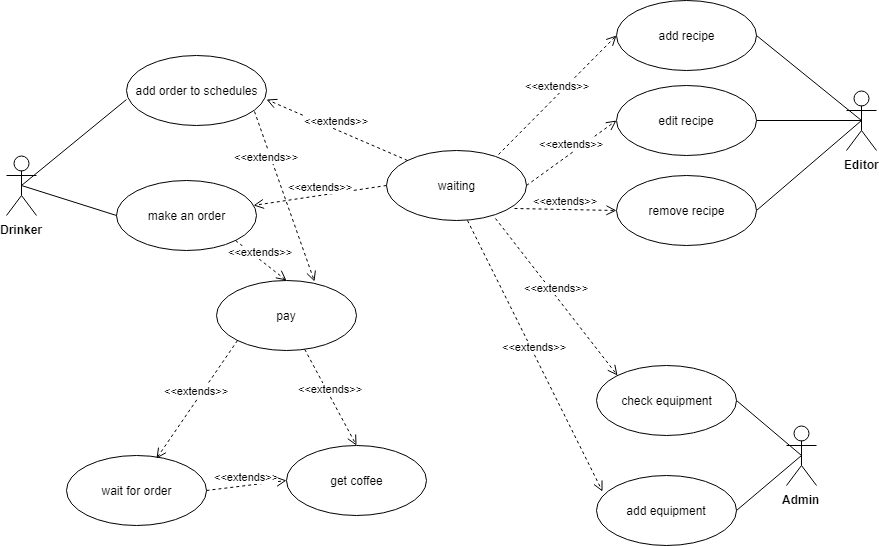 add recipe
<<extends>>
add order to schedules
<<extends>>
edit recipe
Editor
<<extends>>
<<extends>>
waiting
<<extends>>
<<extends>>
remove recipe
make an order
Drinker
<<extends>>
<<extends>>
pay
<<extends>>
<<extends>>
<<extends>>
check equipment
<<extends>>
get coffee
wait for order
Admin
add equipment